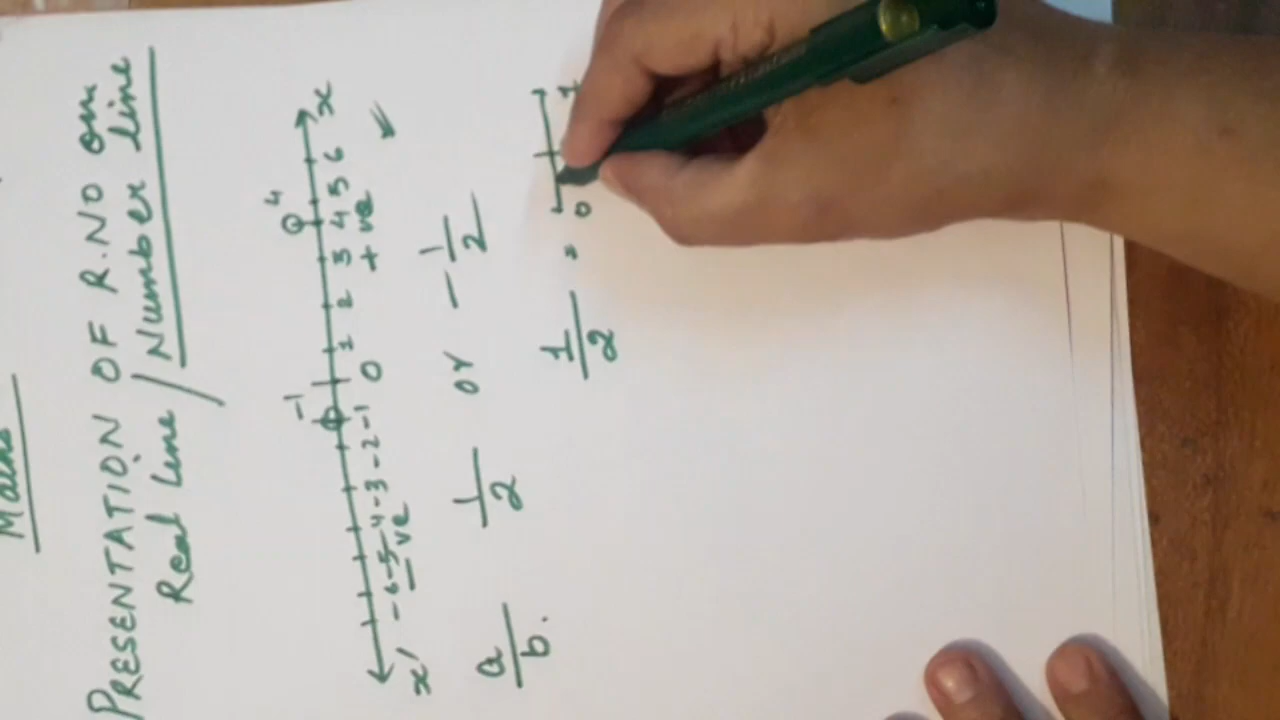 Maths
PRESENTATION OF R.NO on
Real line / Number line
-1 4
x' -6 -5 -4 -3 -2 -1 0 1 2 3 4 5 6 x
-ve +ve
a/b. 1/2 or -1/2
1/2 = 0 1